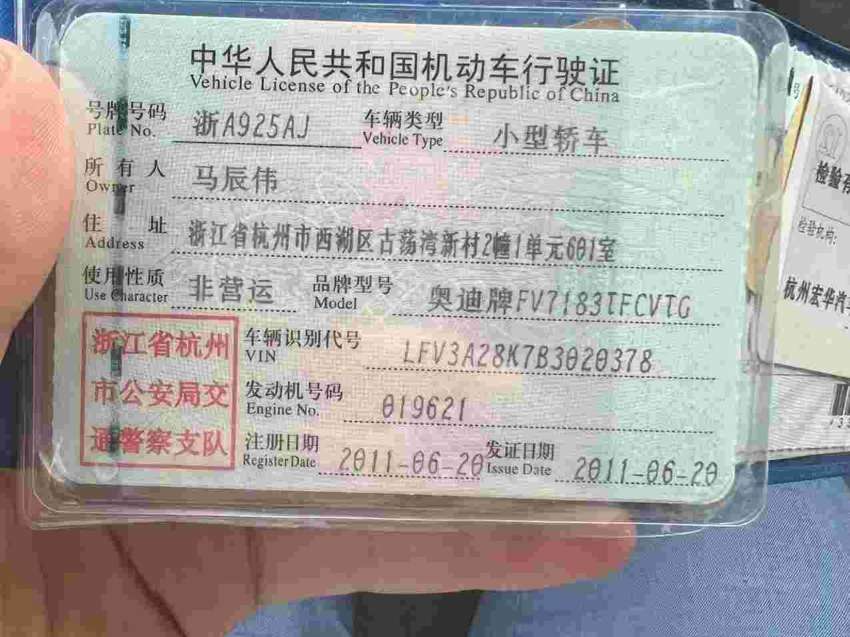 中华人民共和国机动车行驶证
Vehicle License of the People's Republic of China
号牌号码 浙A925AJ 车辆类型 小型轿车
Plate No. Vehicle Type
所有人 马辰伟
Owner
住址 浙江省杭州市西湖区古荡湾新村2幢1单元601室
Address
使用性质 非营运 品牌型号 奥迪牌FV7183TFCVTG
Use Character Model
浙江省杭州
市公安局交
通警察支队
车辆识别代号 LFV3A28K7B3020378
VIN
发动机号码 019621
Engine No.
注册日期 2011-06-20 发证日期 2011-06-20
Register Date Issue Date
检验有
检验机构:
杭州宏华汽